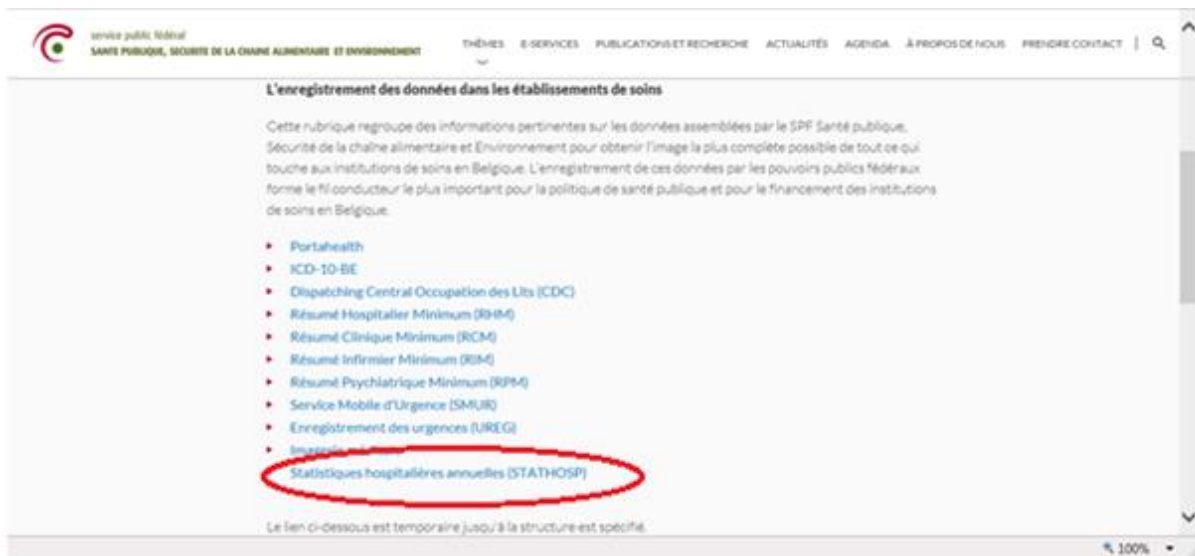 service public fédéral
SANTE PUBLIQUE, SECURITE DE LA CHAINE ALIMENTAIRE ET ENVIRONNEMENT
THÈMES E-SERVICES PUBLICATIONS ET RECHERCHE ACTUALITÉS AGENDA À PROPOS DE NOUS PRENDRE CONTACT |
L'enregistrement des données dans les établissements de soins
Cette rubrique regroupe des informations pertinentes sur les données assemblées par le SPF Santé publique,
Sécurité de la chaîne alimentaire et Environnement pour obtenir l'image la plus complète possible de tout ce qui
touche aux institutions de soins en Belgique. L'enregistrement de ces données par les pouvoirs publics fédéraux
forme le fil conducteur le plus important pour la politique de santé publique et pour le financement des institutions
de soins en Belgique.
Portahealth
ICD-10-BE
Dispatching Central Occupation des Lits (CDC)
Résumé Hospitalier Minimum (RHM)
Résumé Clinique Minimum (RCM)
Résumé Infirmier Minimum (RIM)
Résumé Psychiatrique Minimum (RPM)
Service Mobile d'Urgence (SMUR)
Enregistrement des urgences (UREG)
Statistiques hospitalières annuelles (STATHOSP)
Le lien ci-dessous est temporaire jusqu'à la structure est spécifié.
100%